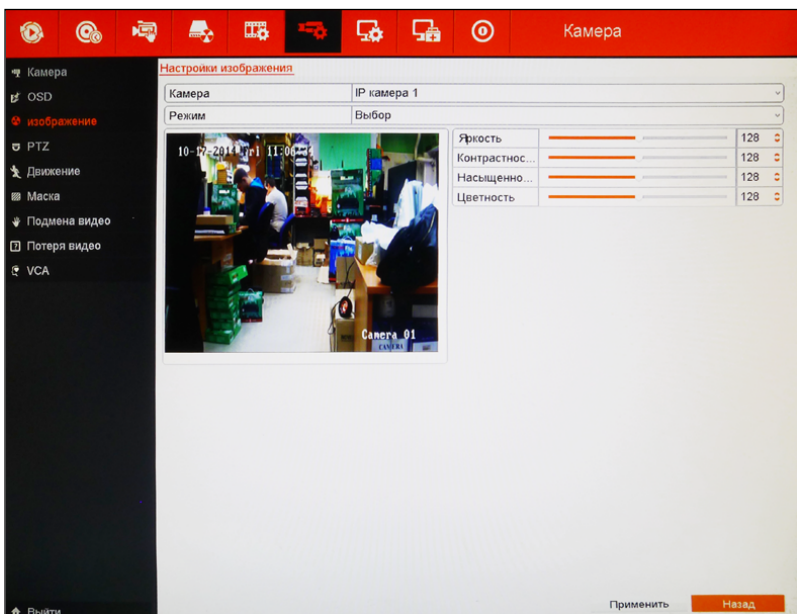 Камера
Камера
OSD
изображение
PTZ
Движение
Маска
Подмена видео
Потеря видео
VCA
Выйти
Настройки изображения
Камера IP камера 1
Режим Выбор
Яркость 128
Контрастнос... 128
Насыщенно... 128
Цветность 128
Camera 01
CAMERA
Применить Назад